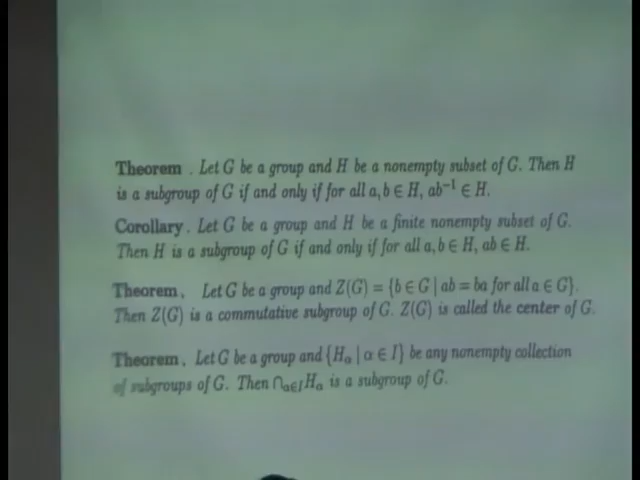 Theorem . Let G be a group and H be a nonempty subset of G. Then H
is a subgroup of G if and only if for all a, b ∈ H, ab⁻¹ ∈ H.
Corollary. Let G be a group and H be a finite nonempty subset of G.
Then H is a subgroup of G if and only if for all a, b ∈ H, ab ∈ H.
Theorem. Let G be a group and Z(G) = {b ∈ G | ab = ba for all a ∈ G}.
Then Z(G) is a commutative subgroup of G. Z(G) is called the center of G.
Theorem. Let G be a group and {Hα | α ∈ I} be any nonempty collection
of subgroups of G. Then ⋂α∈I Hα is a subgroup of G.